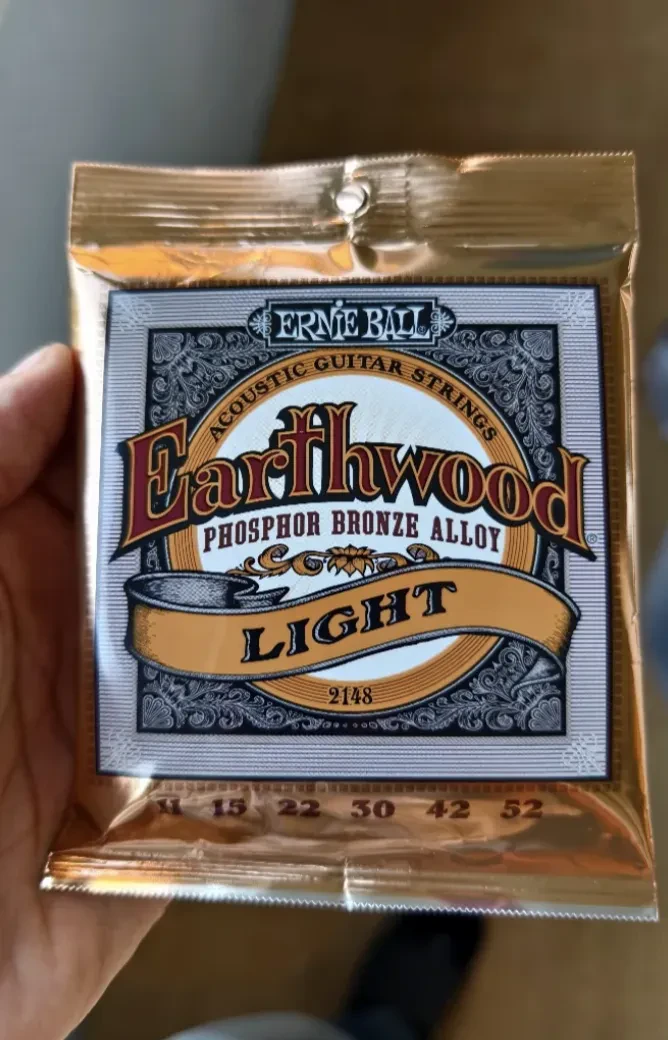 ERNIE BALL
ACOUSTIC GUITAR STRINGS
Earthwood
PHOSPHOR BRONZE ALLOY
LIGHT
2148
11 15 22 30 42 52